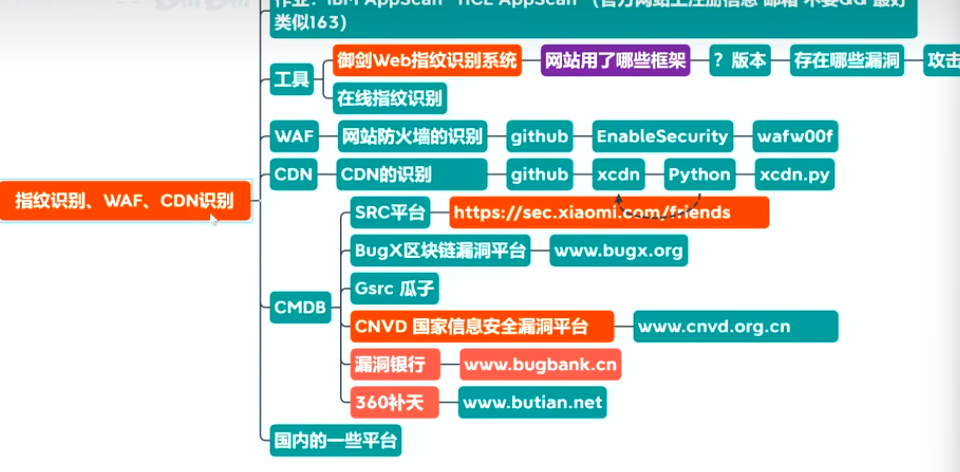 作业：IBM AppScan HCL AppScan （官方网站上注册信息 邮箱 不要QQ 最好
类似163）
工具
御剑Web指纹识别系统
网站用了哪些框架
？版本
存在哪些漏洞
攻击
在线指纹识别
WAF
网站防火墙的识别
github
EnableSecurity
wafw00f
CDN
CDN的识别
github
xcdn
Python
xcdn.py
指纹识别、WAF、CDN识别
SRC平台
https://sec.xiaomi.com/friends
BugX区块链漏洞平台
www.bugx.org
Gsrc 瓜子
CMDB
CNVD 国家信息安全漏洞平台
www.cnvd.org.cn
漏洞银行
www.bugbank.cn
360补天
www.butian.net
国内的一些平台